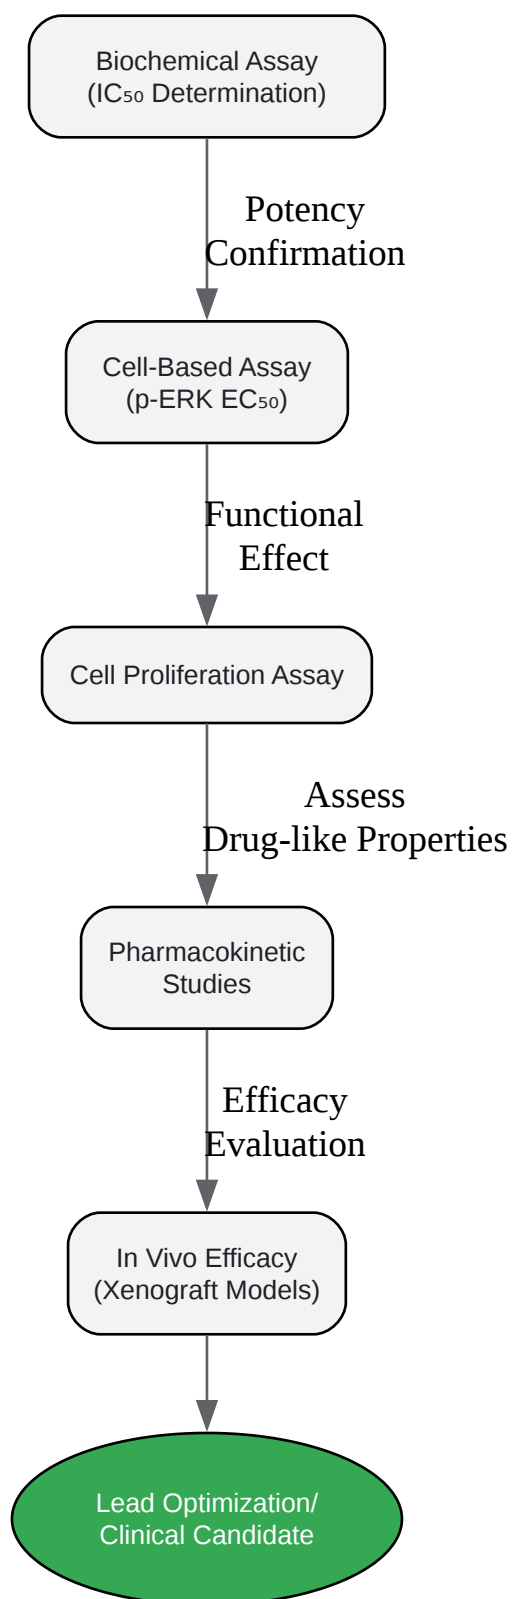 Biochemical Assay
(IC₅₀ Determination)
Potency
Confirmation
Cell-Based Assay
(p-ERK EC₅₀)
Functional
Effect
Cell Proliferation Assay
Assess
Drug-like Properties
Pharmacokinetic
Studies
Efficacy
Evaluation
In Vivo Efficacy
(Xenograft Models)
Lead Optimization/
Clinical Candidate